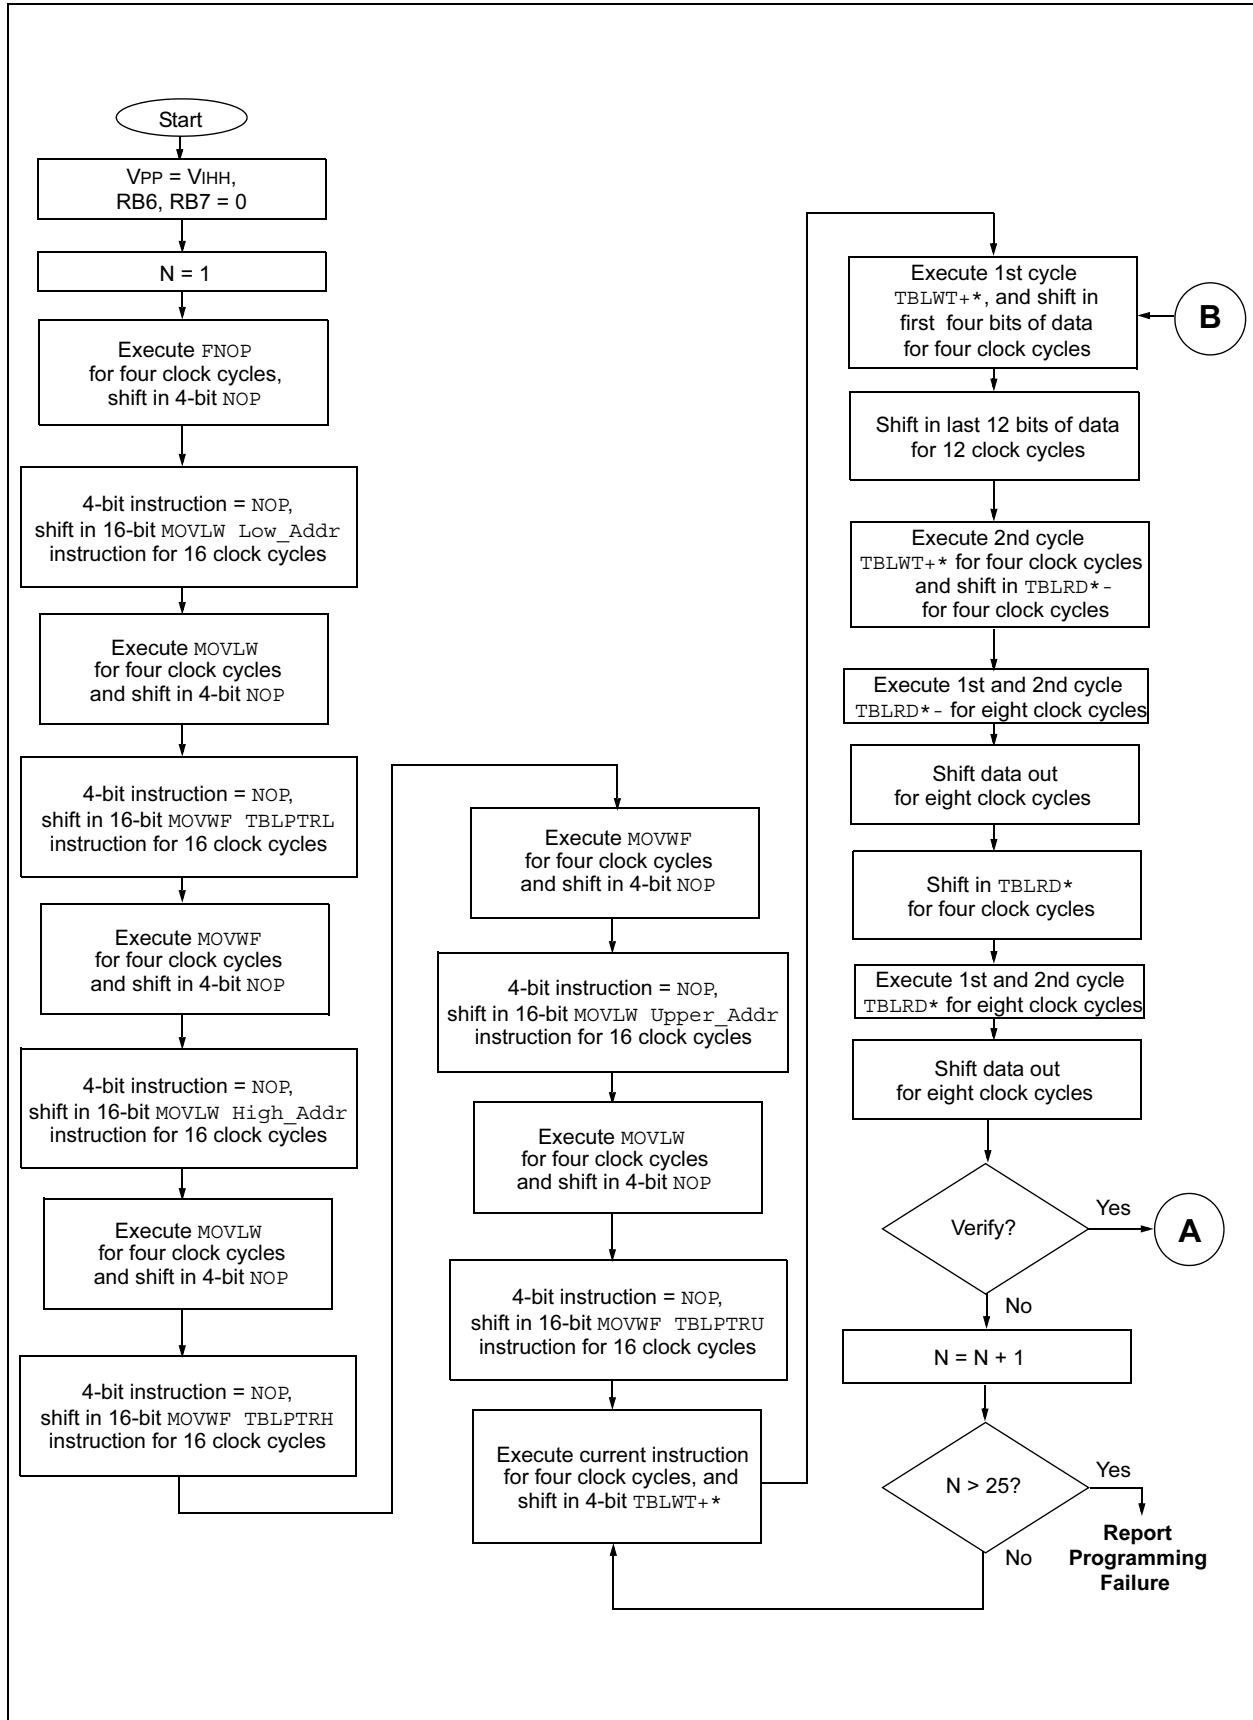 Start
VPP = VIHH,
RB6, RB7 = 0
N = 1
Execute FNOP
for four clock cycles,
shift in 4-bit NOP
4-bit instruction = NOP,
shift in 16-bit MOVLW Low_Addr
instruction for 16 clock cycles
Execute MOVLW
for four clock cycles
and shift in 4-bit NOP
4-bit instruction = NOP,
shift in 16-bit MOVWF TBLPTRL
instruction for 16 clock cycles
Execute MOVWF
for four clock cycles
and shift in 4-bit NOP
4-bit instruction = NOP,
shift in 16-bit MOVLW High_Addr
instruction for 16 clock cycles
Execute MOVLW
for four clock cycles
and shift in 4-bit NOP
4-bit instruction = NOP,
shift in 16-bit MOVWF TBLPTRH
instruction for 16 clock cycles
Execute MOVWF
for four clock cycles
and shift in 4-bit NOP
4-bit instruction = NOP,
shift in 16-bit MOVLW Upper_Addr
instruction for 16 clock cycles
Execute MOVLW
for four clock cycles
and shift in 4-bit NOP
4-bit instruction = NOP,
shift in 16-bit MOVWF TBLPTRU
instruction for 16 clock cycles
Execute current instruction
for four clock cycles, and
shift in 4-bit TBLWT+*
Execute 1st cycle
TBLWT+*, and shift in
first four bits of data
for four clock cycles
B
Shift in last 12 bits of data
for 12 clock cycles
Execute 2nd cycle
TBLWT+* for four clock cycles
and shift in TBLRD*-
for four clock cycles
Execute 1st and 2nd cycle
TBLRD*- for eight clock cycles
Shift data out
for eight clock cycles
Shift in TBLRD*
for four clock cycles
Execute 1st and 2nd cycle
TBLRD* for eight clock cycles
Shift data out
for eight clock cycles
Verify?
Yes
A
No
N = N + 1
N > 25?
Yes
Report
Programming
Failure
No